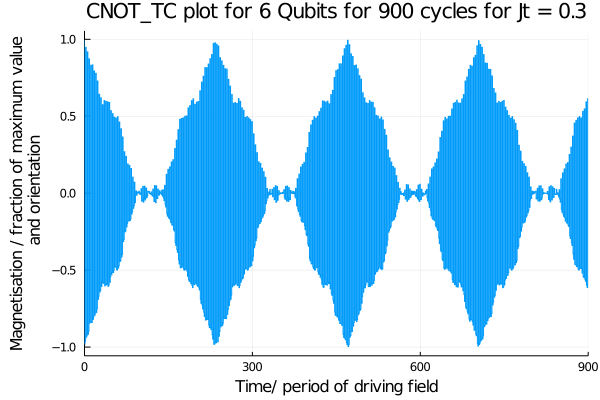 CNOT_TC plot for 6 Qubits for 900 cycles for Jt = 0.3
Magnetisation / fraction of maximum value
and orientation
1.0
0.5
0.0
−0.5
−1.0
0
300
600
900
Time/ period of driving field